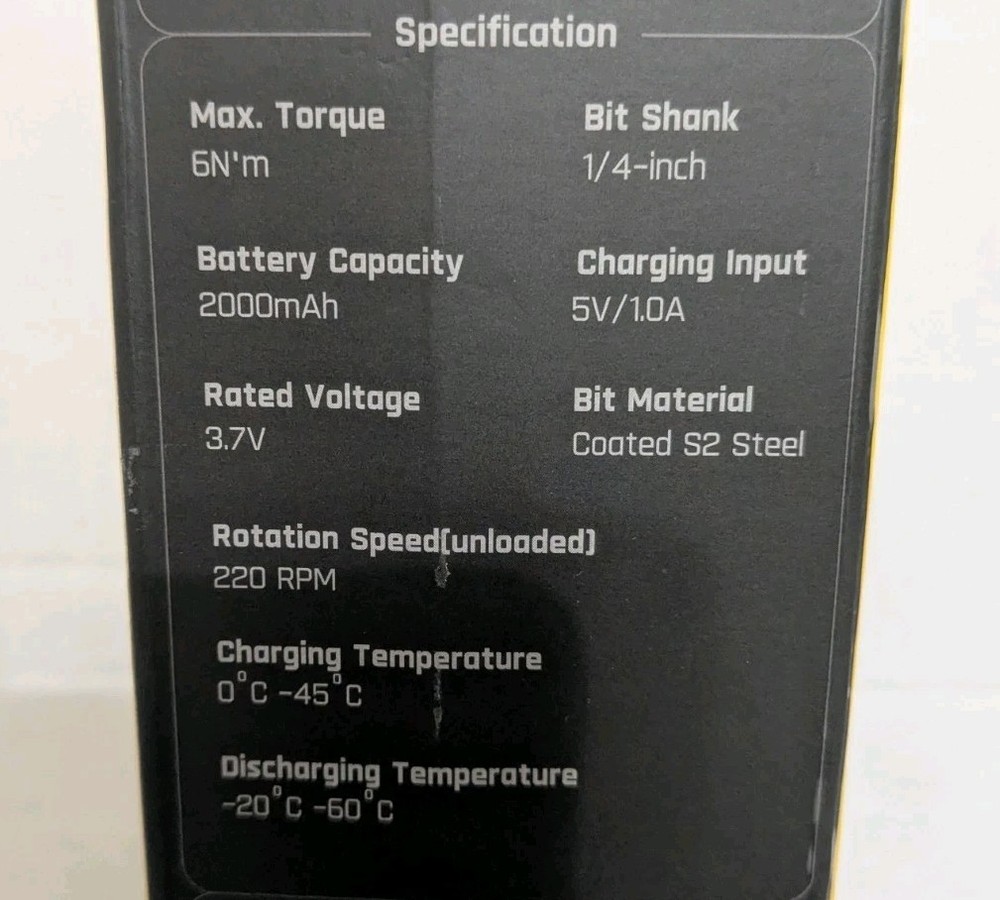 Specification
Max. Torque
6N'm
Bit Shank
1/4-inch
Battery Capacity
2000mAh
Charging Input
5V/1.0A
Rated Voltage
3.7V
Bit Material
Coated S2 Steel
Rotation Speed(unloaded)
220 RPM
Charging Temperature
0°C -45°C
Discharging Temperature
-20°C -60°C